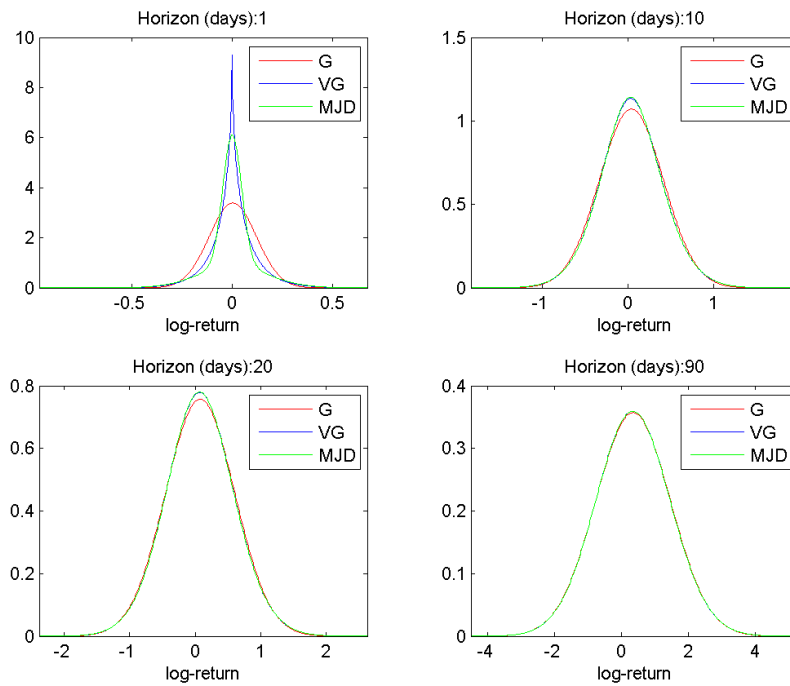 Horizon (days):1
10
8
6
4
2
0
-0.5 0 0.5
log-return
G
VG
MJD
Horizon (days):10
1.5
1
0.5
0
-1 0 1
log-return
G
VG
MJD
Horizon (days):20
0.8
0.6
0.4
0.2
0
-2 -1 0 1 2
log-return
G
VG
MJD
Horizon (days):90
0.4
0.3
0.2
0.1
0
-4 -2 0 2 4
log-return
G
VG
MJD